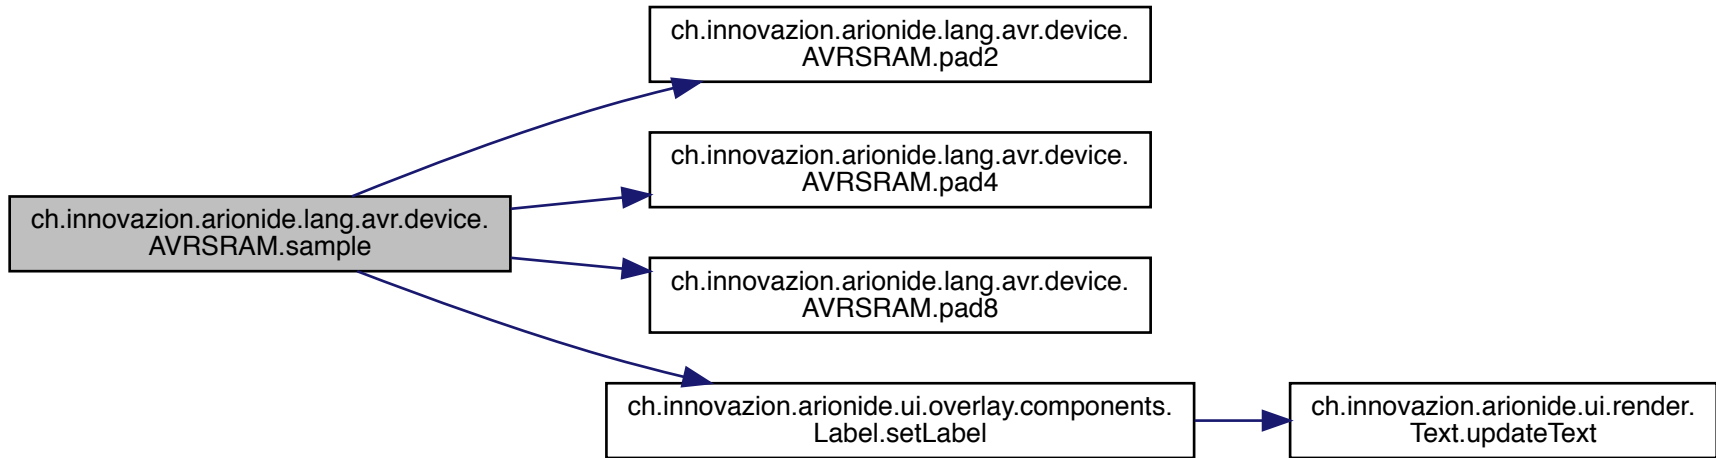 ch.innovazion.arionide.lang.avr.device.
AVRSRAM.sample
ch.innovazion.arionide.lang.avr.device.
AVRSRAM.pad2
ch.innovazion.arionide.lang.avr.device.
AVRSRAM.pad4
ch.innovazion.arionide.lang.avr.device.
AVRSRAM.pad8
ch.innovazion.arionide.ui.overlay.components.
Label.setLabel
ch.innovazion.arionide.ui.render.
Text.updateText